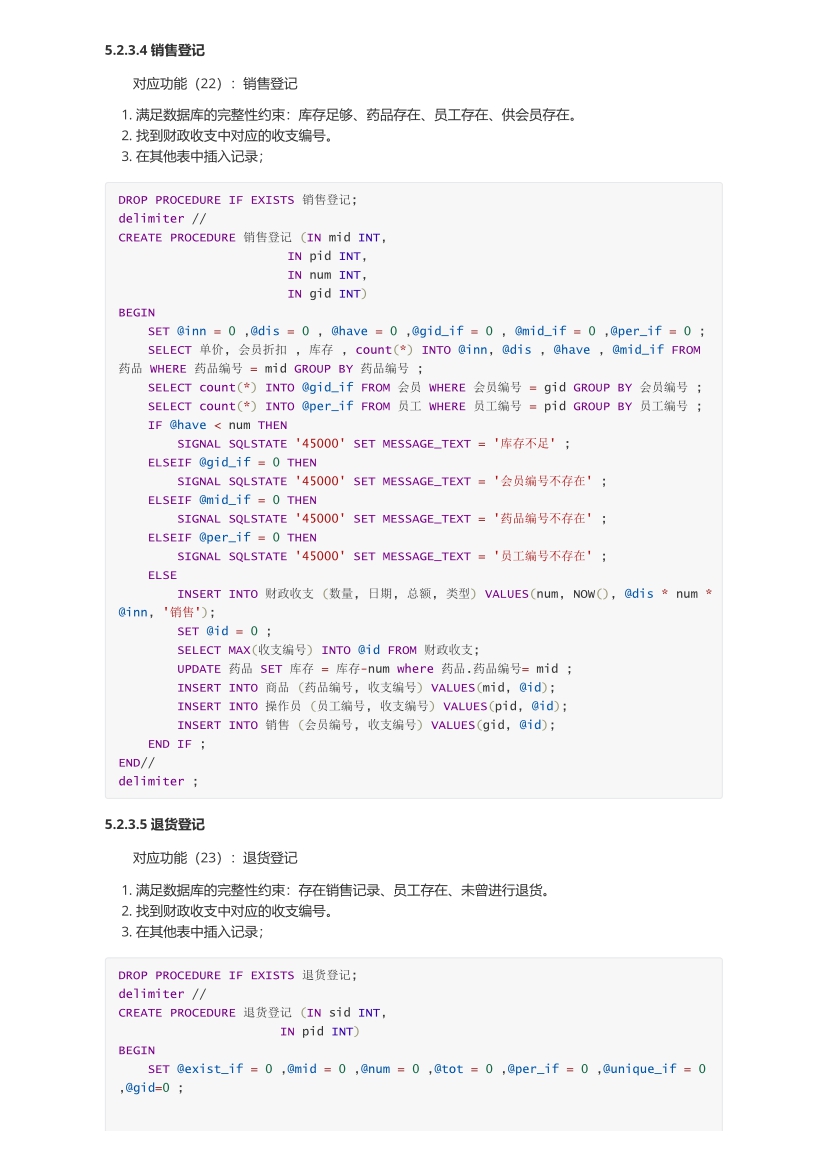 5.2.3.4 销售登记
对应功能（22）：销售登记
1. 满足数据库的完整性约束：库存足够、药品存在、员工存在、供会员存在。
2. 找到财政收支中对应的收支编号。
3. 在其他表中插入记录；
DROP PROCEDURE IF EXISTS 销售登记;
delimiter //
CREATE PROCEDURE 销售登记 (IN mid INT,
IN pid INT,
IN num INT,
IN gid INT)
BEGIN
SET @inn = 0 ,@dis = 0 , @have = 0 ,@gid_if = 0 , @mid_if = 0 ,@per_if = 0 ;
SELECT 单价, 会员折扣 , 库存 , count(*) INTO @inn, @dis , @have , @mid_if FROM
药品 WHERE 药品编号 = mid GROUP BY 药品编号 ;
SELECT count(*) INTO @gid_if FROM 会员 WHERE 会员编号 = gid GROUP BY 会员编号 ;
SELECT count(*) INTO @per_if FROM 员工 WHERE 员工编号 = pid GROUP BY 员工编号 ;
IF @have < num THEN
SIGNAL SQLSTATE '45000' SET MESSAGE_TEXT = '库存不足' ;
ELSEIF @gid_if = 0 THEN
SIGNAL SQLSTATE '45000' SET MESSAGE_TEXT = '会员编号不存在' ;
ELSEIF @mid_if = 0 THEN
SIGNAL SQLSTATE '45000' SET MESSAGE_TEXT = '药品编号不存在' ;
ELSEIF @per_if = 0 THEN
SIGNAL SQLSTATE '45000' SET MESSAGE_TEXT = '员工编号不存在' ;
ELSE
INSERT INTO 财政收支 (数量, 日期, 总额, 类型) VALUES(num, NOW(), @dis * num *
@inn, '销售');
SET @id = 0 ;
SELECT MAX(收支编号) INTO @id FROM 财政收支;
UPDATE 药品 SET 库存 = 库存-num where 药品.药品编号= mid ;
INSERT INTO 商品 (药品编号, 收支编号) VALUES(mid, @id);
INSERT INTO 操作员 (员工编号, 收支编号) VALUES(pid, @id);
INSERT INTO 销售 (会员编号, 收支编号) VALUES(gid, @id);
END IF ;
END//
delimiter ;
5.2.3.5 退货登记
对应功能（23）：退货登记
1. 满足数据库的完整性约束：存在销售记录、员工存在、未曾进行退货。
2. 找到财政收支中对应的收支编号。
3. 在其他表中插入记录；
DROP PROCEDURE IF EXISTS 退货登记;
delimiter //
CREATE PROCEDURE 退货登记 (IN sid INT,
IN pid INT)
BEGIN
SET @exist_if = 0 ,@mid = 0 ,@num = 0 ,@tot = 0 ,@per_if = 0 ,@unique_if = 0
,@gid=0 ;